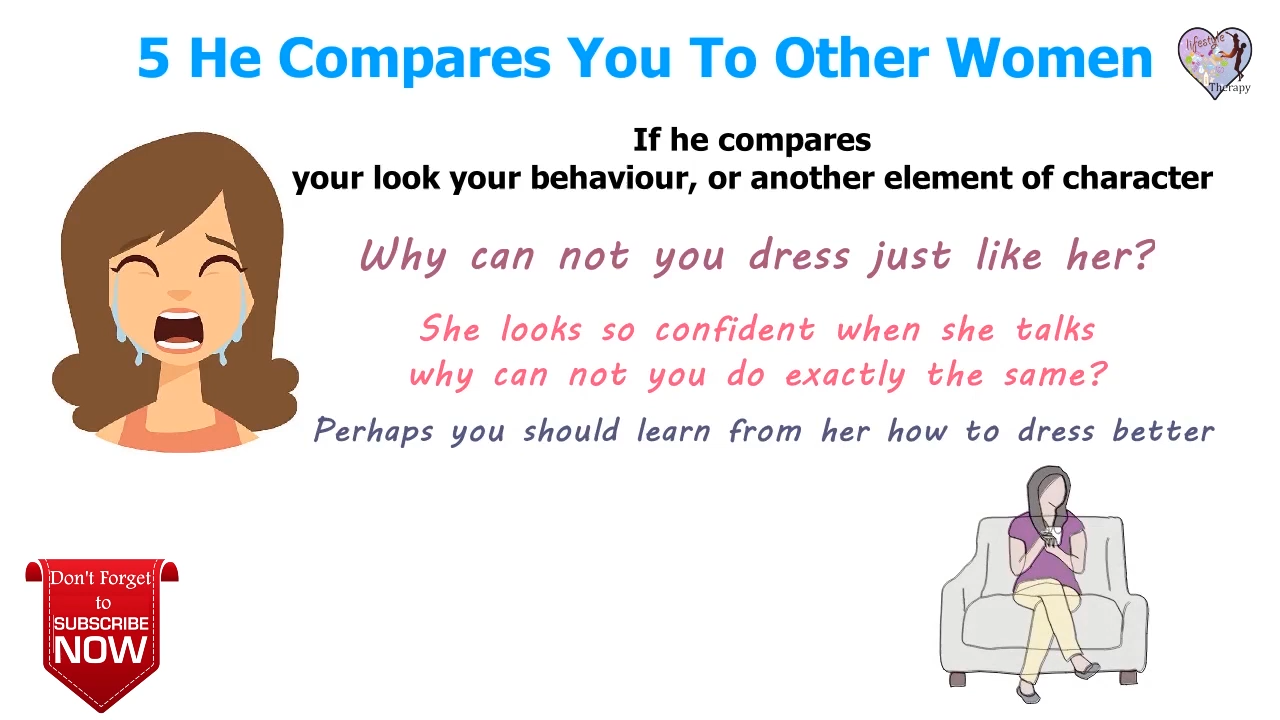 5 He Compares You To Other Women
lifestyle
Therapy
If he compares
your look your behaviour, or another element of character
Why can not you dress just like her?
She looks so confident when she talks
why can not you do exactly the same?
Perhaps you should learn from her how to dress better
Don't Forget
to
SUBSCRIBE
NOW